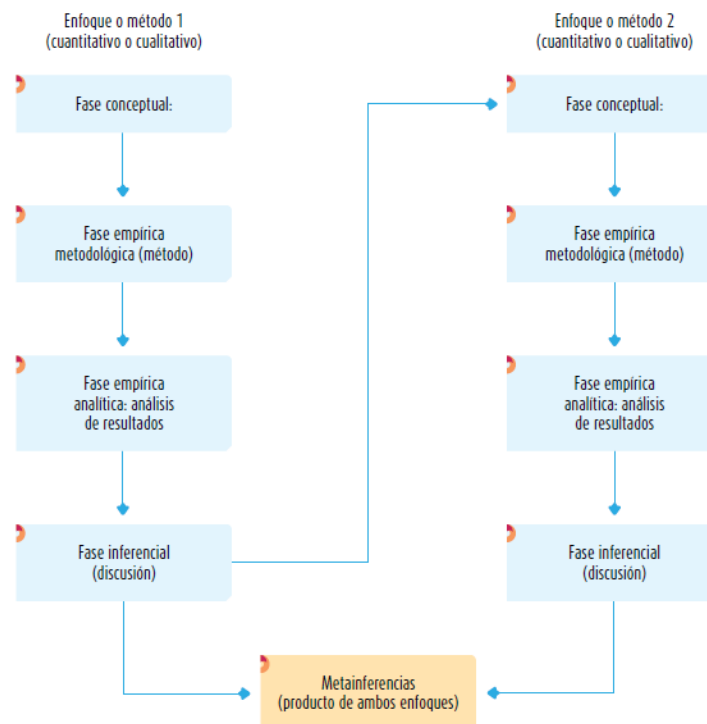 Enfoque o método 1
(cuantitativo o cualitativo)
Fase conceptual:
Fase empírica
metodológica (método)
Fase empírica
analítica: análisis
de resultados
Fase inferencial
(discusión)
Enfoque o método 2
(cuantitativo o cualitativo)
Fase conceptual:
Fase empírica
metodológica (método)
Fase empírica
analítica: análisis
de resultados
Fase inferencial
(discusión)
Metainferencias
(producto de ambos enfoques)